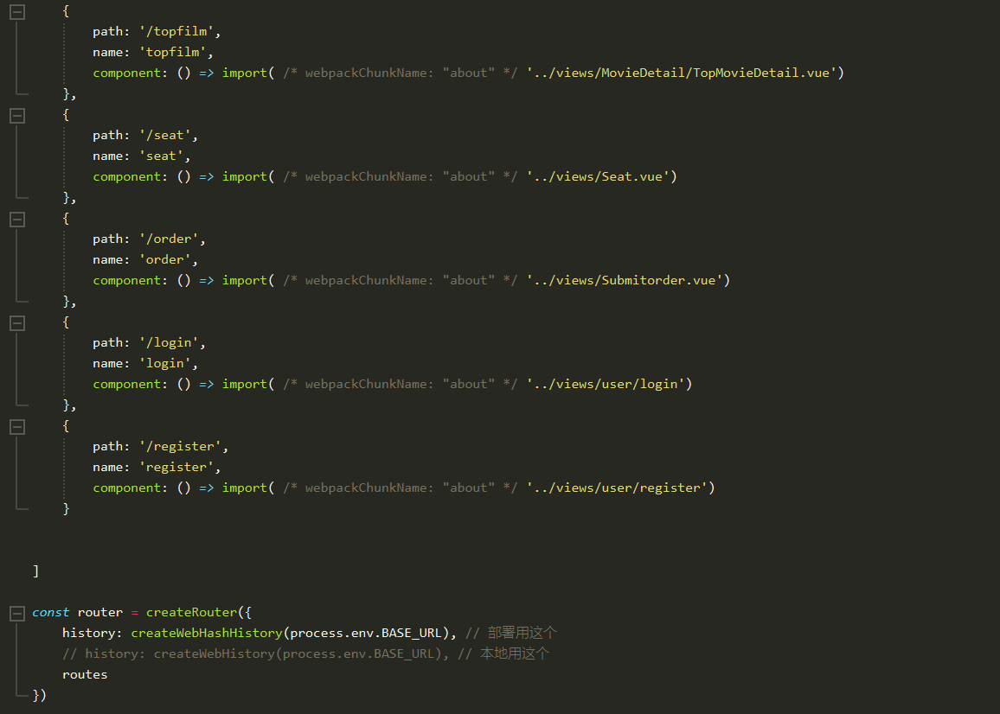 {
path: '/topfilm',
name: 'topfilm',
component: () => import( /* webpackChunkName: "about" */ '../views/MovieDetail/TopMovieDetail.vue')
},
{
path: '/seat',
name: 'seat',
component: () => import( /* webpackChunkName: "about" */ '../views/Seat.vue')
},
{
path: '/order',
name: 'order',
component: () => import( /* webpackChunkName: "about" */ '../views/Submitorder.vue')
},
{
path: '/login',
name: 'login',
component: () => import( /* webpackChunkName: "about" */ '../views/user/login')
},
{
path: '/register',
name: 'register',
component: () => import( /* webpackChunkName: "about" */ '../views/user/register')
}
]
const router = createRouter({
history: createWebHashHistory(process.env.BASE_URL), // 部署用这个
// history: createWebHistory(process.env.BASE_URL), // 本地用这个
routes
})